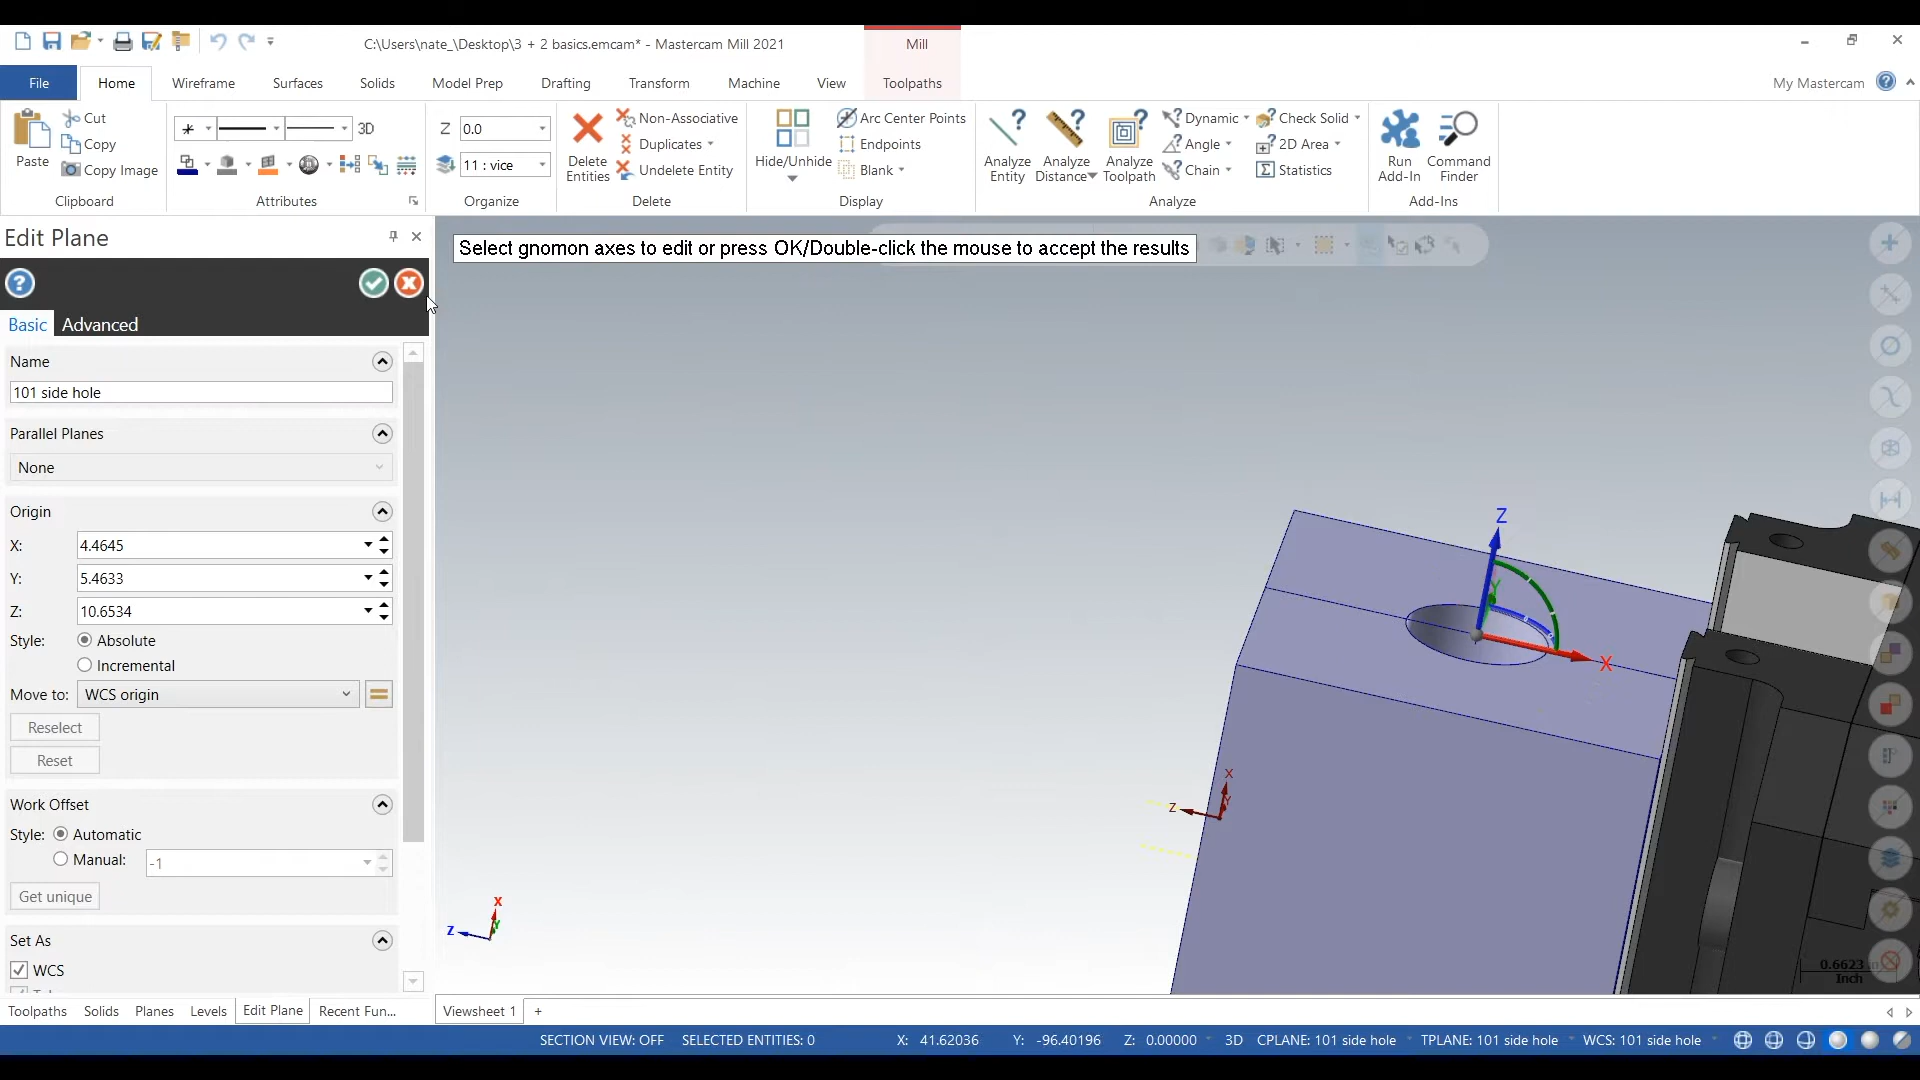 C:\Users\nate_\Desktop\3 + 2 basics.emcam* - Mastercam Mill 2021
Mill
File
Home
Wireframe
Surfaces
Solids
Model Prep
Drafting
Transform
Machine
View
Toolpaths
My Mastercam
Paste
Cut
Copy
Copy Image
Clipboard
3D
Attributes
Z 0.0
11 : vice
Organize
Delete Entities
Non-Associative
Duplicates
Undelete Entity
Delete
Hide/Unhide
Arc Center Points
Endpoints
Blank
Display
Analyze Entity
Analyze Distance
Analyze Toolpath
Dynamic
Angle
Chain
Check Solid
2D Area
Statistics
Analyze
Run Add-In
Command Finder
Add-Ins
Edit Plane
Select gnomon axes to edit or press OK/Double-click the mouse to accept the results
Basic
Advanced
Name
101 side hole
Parallel Planes
None
Origin
X: 4.4645
Y: 5.4633
Z: 10.6534
Style: Absolute
Incremental
Move to: WCS origin
Reselect
Reset
Work Offset
Style: Automatic
Manual: -1
Get unique
Set As
WCS
Z
Y
X
X
Y
Z
X
Y
Z
0.6623 in
Inch
Toolpaths
Solids
Planes
Levels
Edit Plane
Recent Fun...
Viewsheet 1
+
SECTION VIEW: OFF
SELECTED ENTITIES: 0
X: 41.62036
Y: -96.40196
Z: 0.00000
3D
CPLANE: 101 side hole
TPLANE: 101 side hole
WCS: 101 side hole